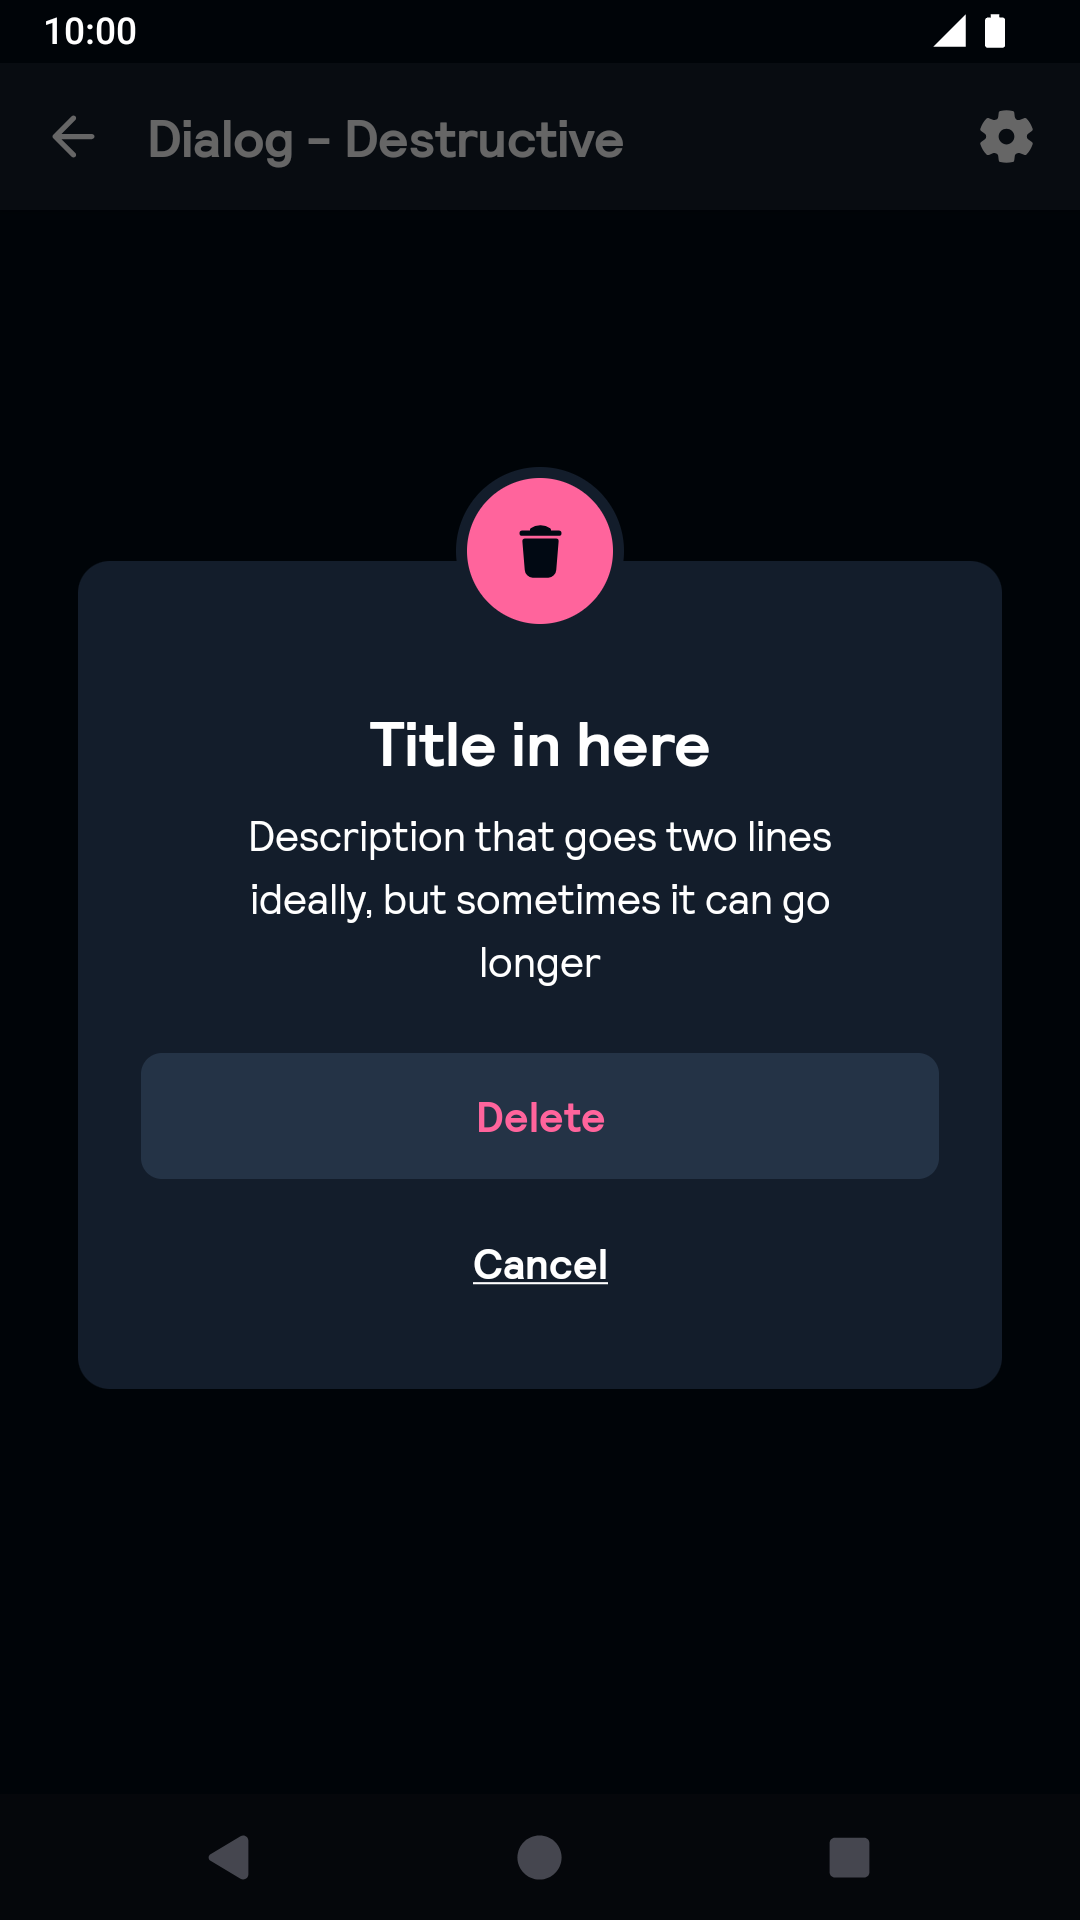 10:00
Dialog - Destructive
Title in here
Description that goes two lines
ideally, but sometimes it can go
longer
Delete
Cancel